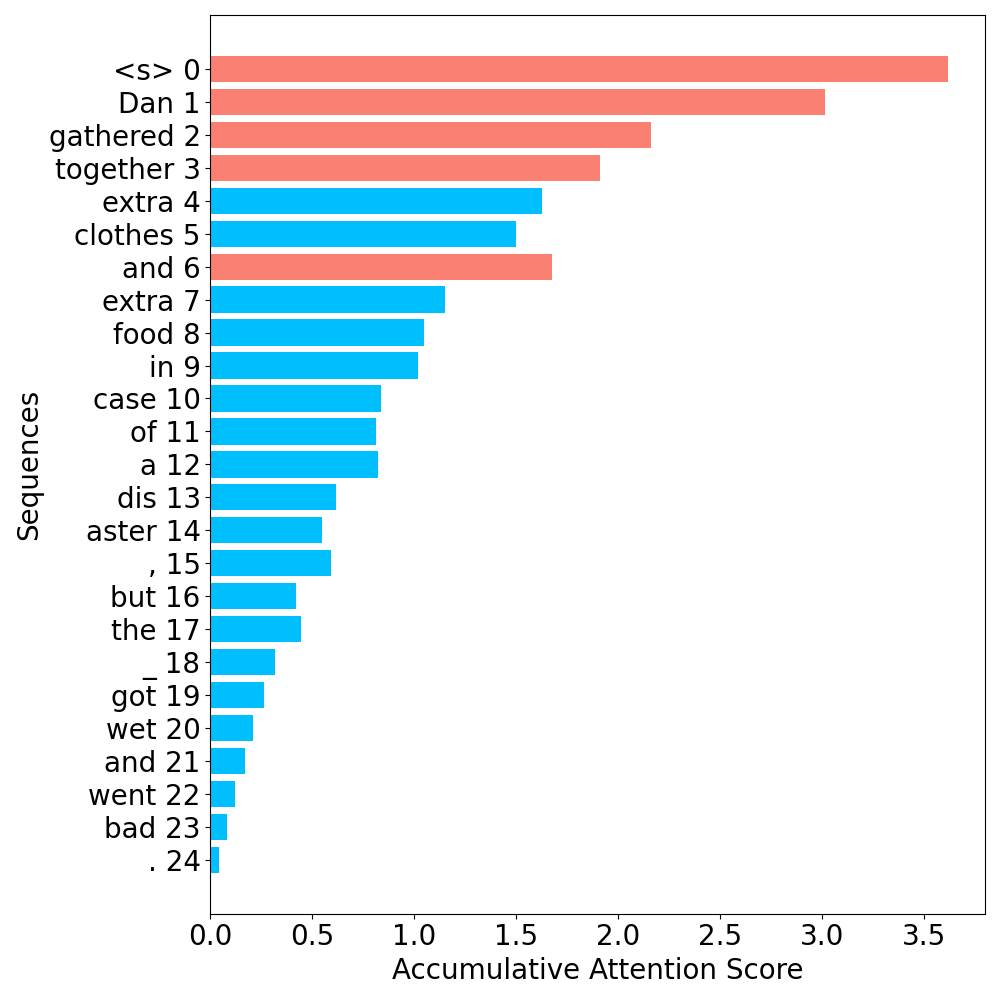 <s> 0
Dan 1
gathered 2
together 3
extra 4
clothes 5
and 6
extra 7
food 8
in 9
case 10
of 11
a 12
dis 13
aster 14
, 15
but 16
the 17
_ 18
got 19
wet 20
and 21
went 22
bad 23
. 24
Sequences
0.0 0.5 1.0 1.5 2.0 2.5 3.0 3.5
Accumulative Attention Score